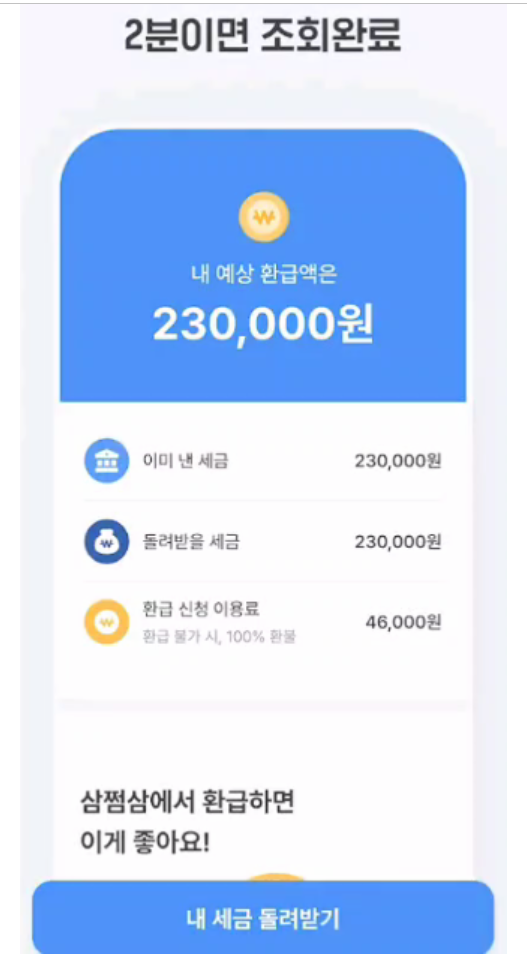 2분이면 조회완료
내 예상 환급액은
230,000원
이미 낸 세금 230,000원
돌려받을 세금 230,000원
환급 신청 이용료 46,000원
환급 불가 시, 100% 환불
삼쩜삼에서 환급하면
이게 좋아요!
내 세금 돌려받기